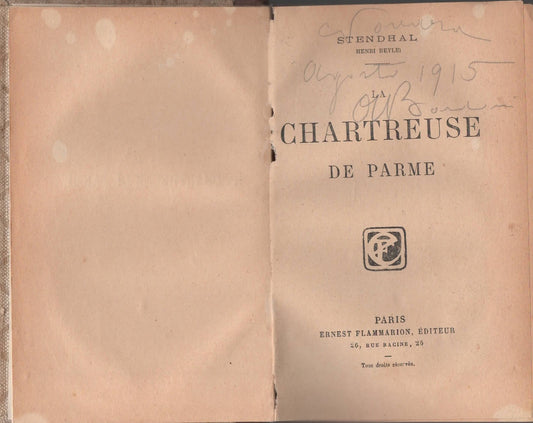 STENDHAL
HENRI BEYLE)
Agosto 1915
LA
CHARTREUSE
DE PARME
PARIS
ERNEST FLAMMARION, ÉDITEUR
26, RUE RACINE, 26
Tous droits réservés.